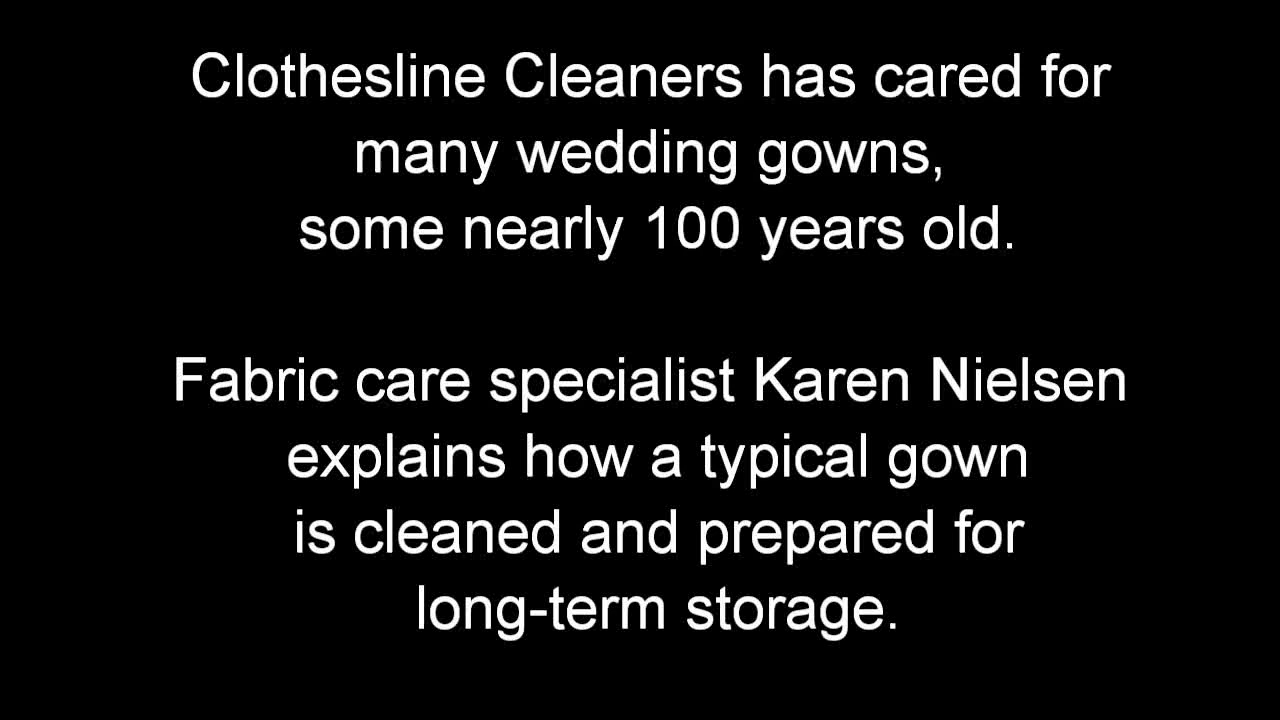 Clothesline Cleaners has cared for
many wedding gowns,
some nearly 100 years old.
Fabric care specialist Karen Nielsen
explains how a typical gown
is cleaned and prepared for
long-term storage.